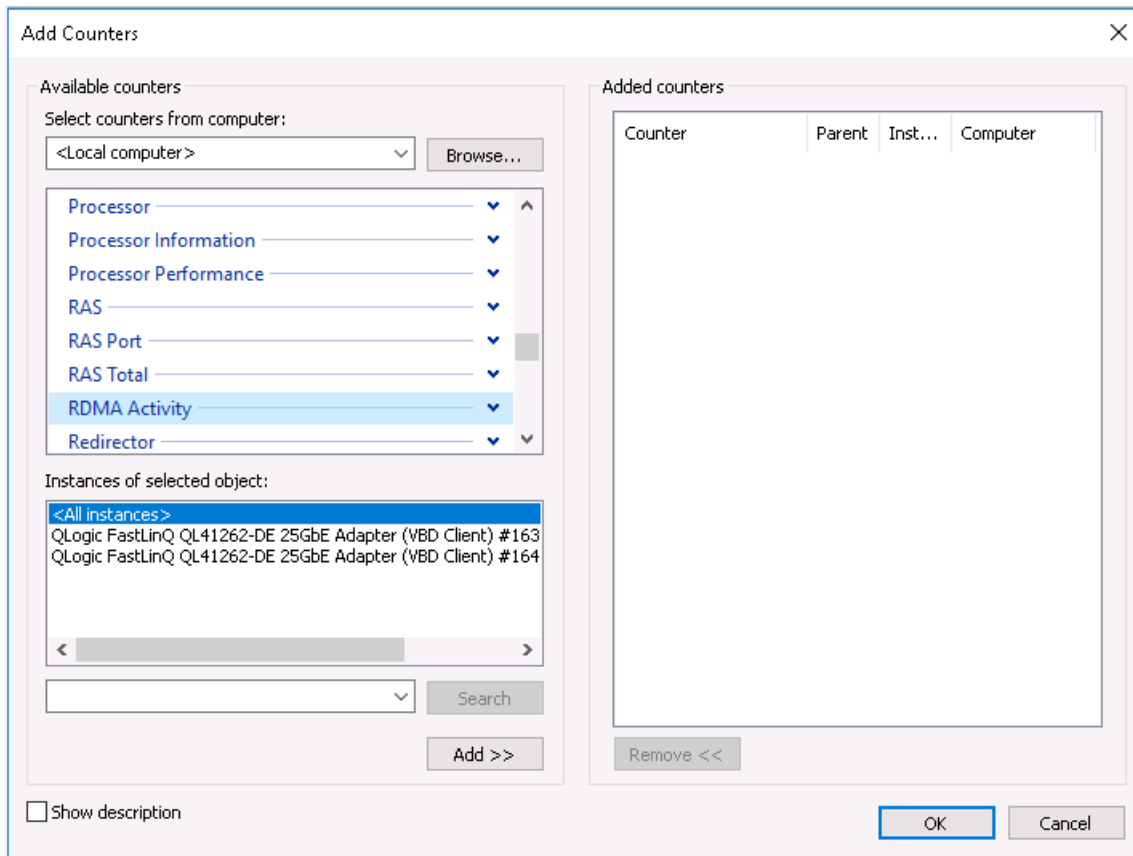 Add Counters
Available counters
Select counters from computer:
<Local computer>
Browse...
Processor
Processor Information
Processor Performance
RAS
RAS Port
RAS Total
RDMA Activity
Redirector
Instances of selected object:
<All instances>
QLogic FastLinQ QL41262-DE 25GbE Adapter (VBD Client) #163
QLogic FastLinQ QL41262-DE 25GbE Adapter (VBD Client) #164
Search
Add >>
Show description
Added counters
Counter Parent Inst... Computer
Remove <<
OK Cancel